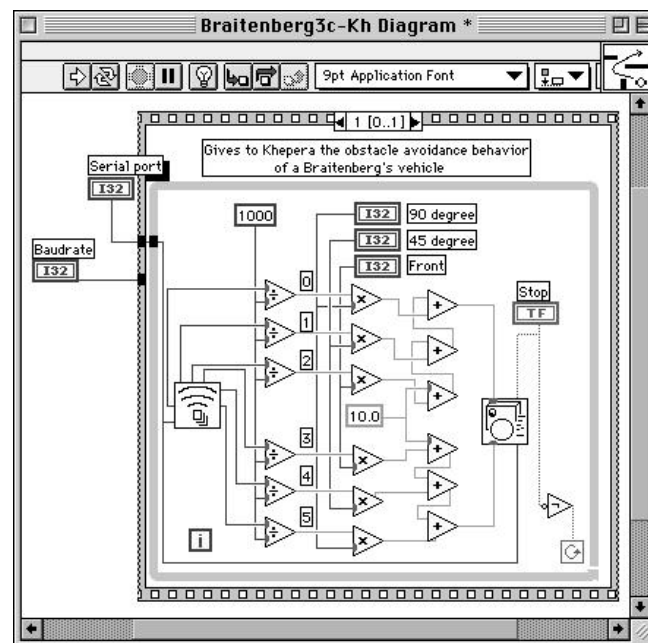 Braitenberg3c-Kh Diagram *
9pt Application Font
1 [0..1]
Gives to Khepera the obstacle avoidance behavior
of a Braitenberg's vehicle
Serial port
I32
Baudrate
I32
1000
I32 90 degree
I32 45 degree
I32 Front
Stop
TF
0
1
2
10.0
3
4
5
i